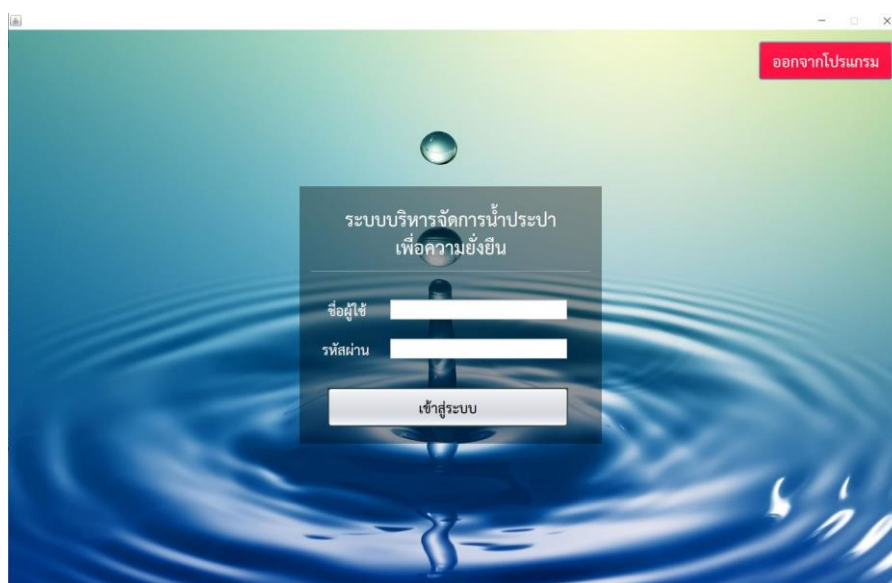 ออกจากโปรแกรม
ระบบบริหารจัดการน้ำประปา
เพื่อความยั่งยืน
ชื่อผู้ใช้
รหัสผ่าน
เข้าสู่ระบบ